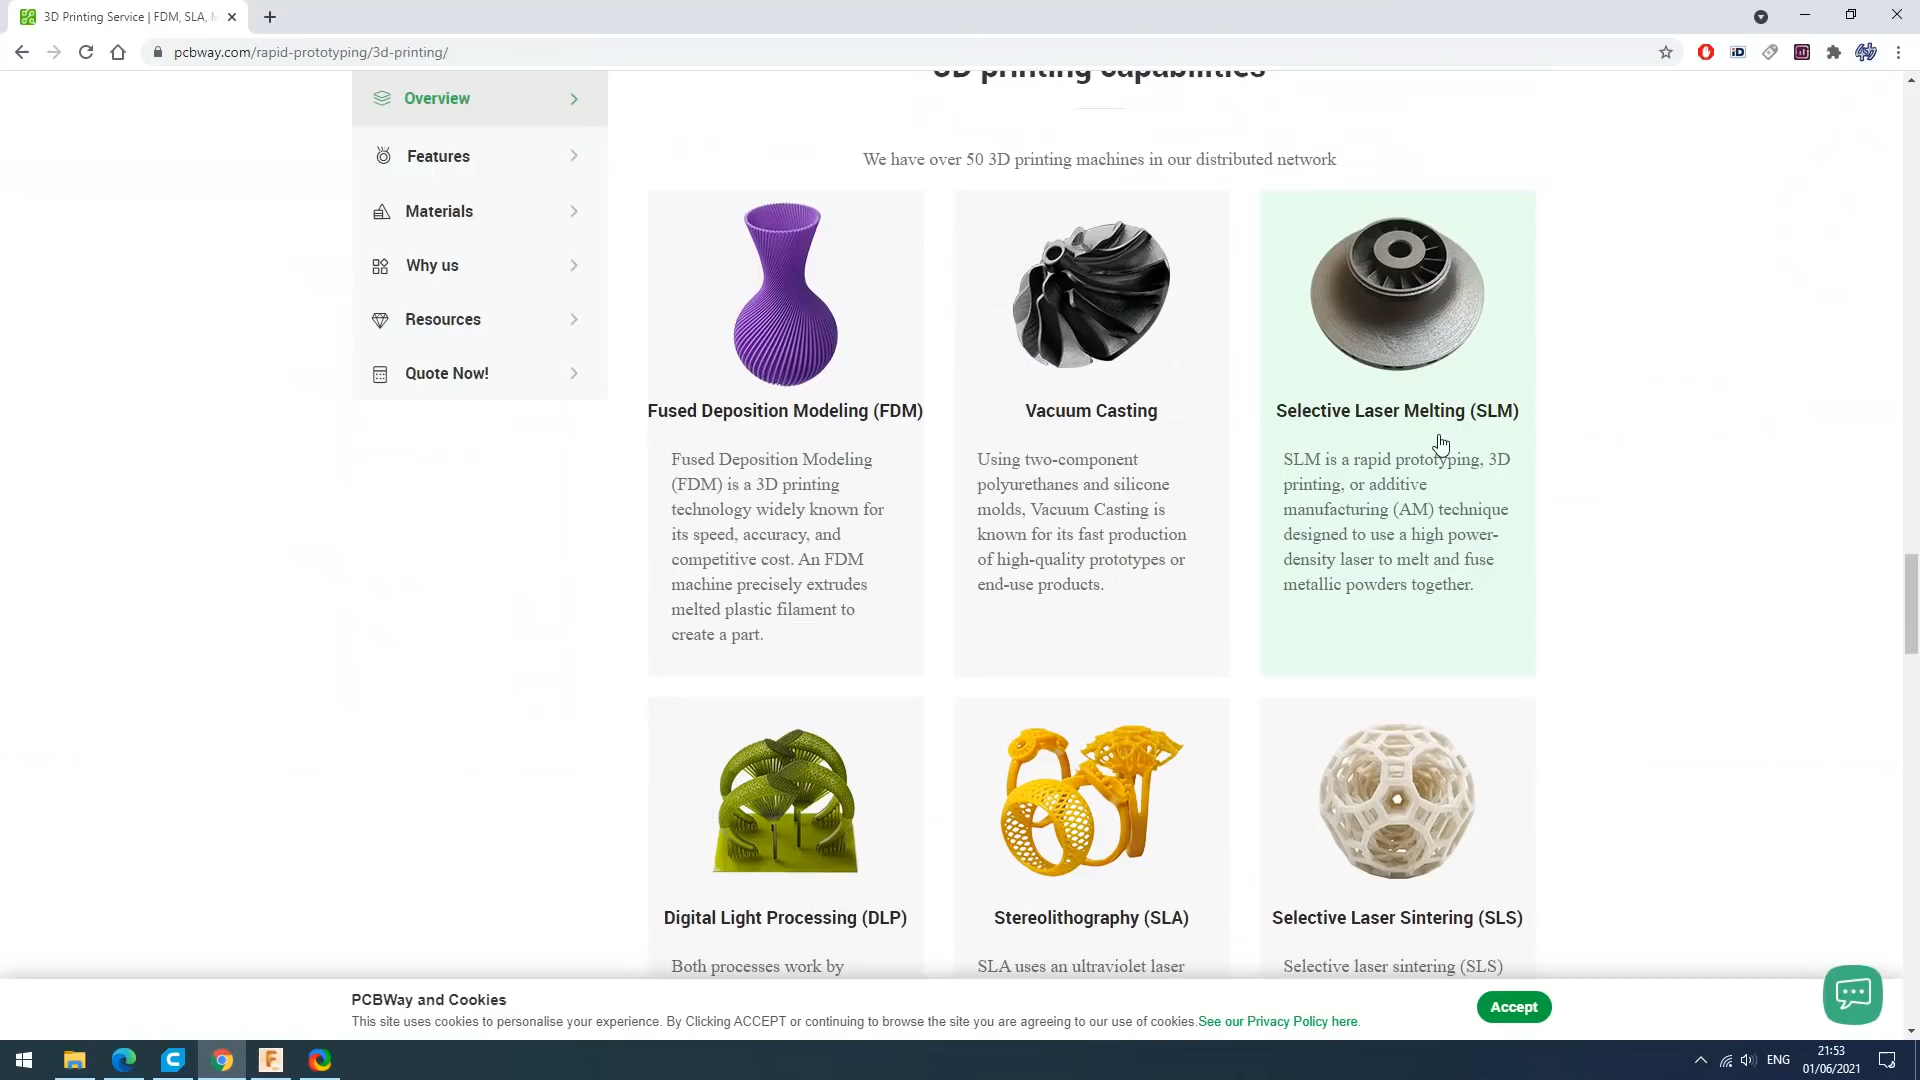 3D Printing Service | FDM, SLA, M
pcbway.com/rapid-prototyping/3d-printing/
iD
3D printing capabilities
Overview
Features
Materials
Why us
Resources
Quote Now!
We have over 50 3D printing machines in our distributed network
Fused Deposition Modeling (FDM)
Fused Deposition Modeling
(FDM) is a 3D printing
technology widely known for
its speed, accuracy, and
competitive cost. An FDM
machine precisely extrudes
melted plastic filament to
create a part.
Vacuum Casting
Using two-component
polyurethanes and silicone
molds, Vacuum Casting is
known for its fast production
of high-quality prototypes or
end-use products.
Selective Laser Melting (SLM)
SLM is a rapid prototyping, 3D
printing, or additive
manufacturing (AM) technique
designed to use a high power-
density laser to melt and fuse
metallic powders together.
Digital Light Processing (DLP)
Both processes work by
Stereolithography (SLA)
SLA uses an ultraviolet laser
Selective Laser Sintering (SLS)
Selective laser sintering (SLS)
PCBWay and Cookies
This site uses cookies to personalise your experience. By Clicking ACCEPT or continuing to browse the site you are agreeing to our use of cookies.See our Privacy Policy here.
Accept
ENG
21:53
01/06/2021